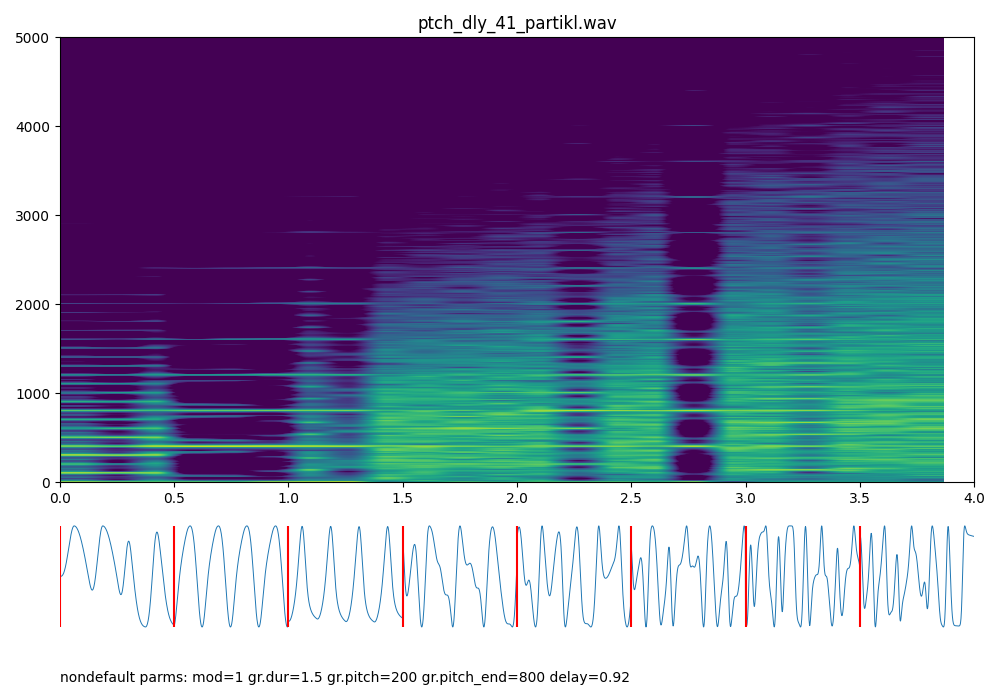 ptch_dly_41_partikl.wav
5000
4000
3000
2000
1000
0
0.0 0.5 1.0 1.5 2.0 2.5 3.0 3.5 4.0
nondefault parms: mod=1 gr.dur=1.5 gr.pitch=200 gr.pitch_end=800 delay=0.92